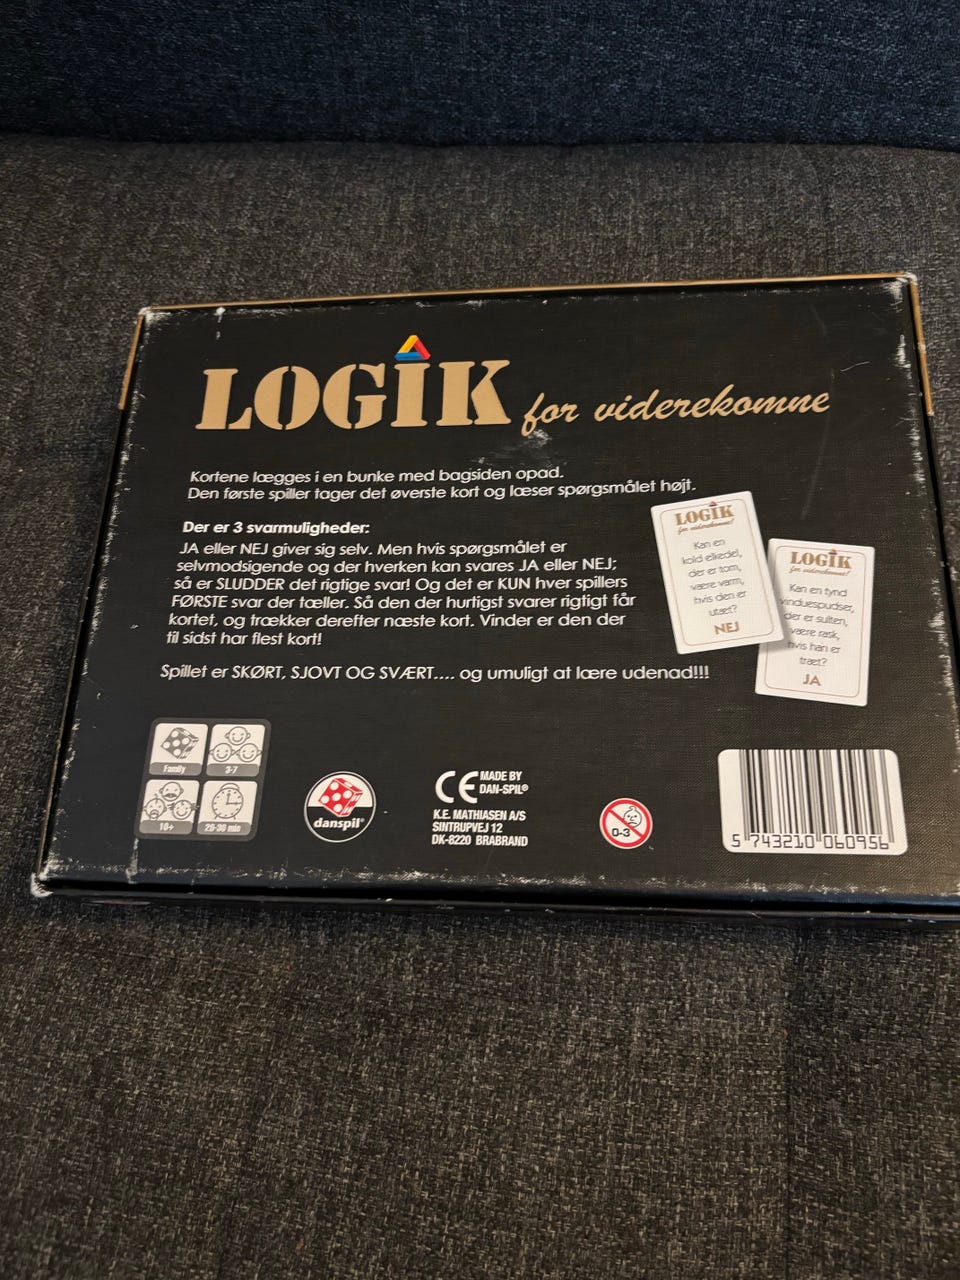 LOGIK for viderekomne
Kortene lægges i en bunke med bagsiden opad.
Den første spiller tager det øverste kort og læser spørgsmålet højt.
Der er 3 svarmuligheder:
JA eller NEJ giver sig selv. Men hvis spørgsmålet er
selvmodsigende og der hverken kan svares JA eller NEJ;
så er SLUDDER det rigtige svar! Og det er KUN hver spillers
FØRSTE svar der tæller. Så den der hurtigst svarer rigtigt får
kortet, og trækker derefter næste kort. Vinder er den der
til sidst har flest kort!
Spillet er SKØRT, SJOVT OG SVÆRT.... og umuligt at lære udenad!!!
LOGIK
for viderekomne!
Kan en
kold elkedel,
der er tom,
være varm,
hvis den er
utæt?
NEJ
LOGIK
for viderekomne!
Kan en tynd
vinduespudser,
der er sulten,
være rask,
hvis han er
træt?
JA
Family
3-7
10+
20-30 min
danspil®
CE MADE BY
DAN-SPIL®
K.E. MATHIASEN A/S
SINTRUPVEJ 12
DK-8220 BRABRAND
0-3
5 743210 060956